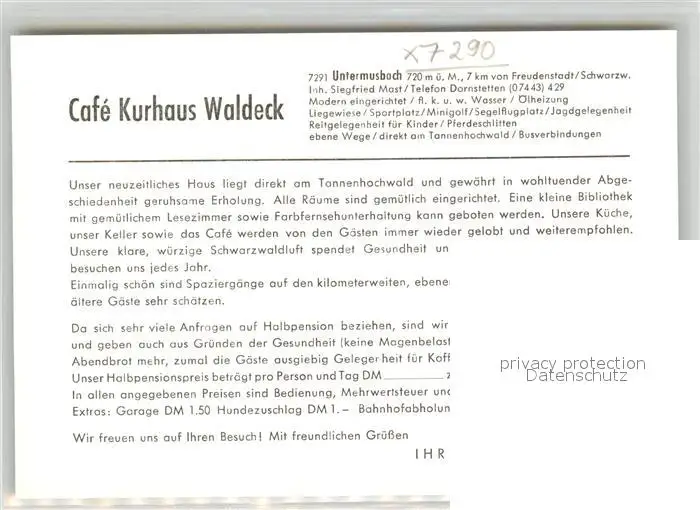 x7290
7291 Untermusbach 720 m ü. M., 7 km von Freudenstadt/Schwarzw.
Inh. Siegfried Mast/Telefon Dornstetten (07443) 429
Modern eingerichtet / fl. k. u. w. Wasser / Ölheizung
Liegewiese/Sportplatz/Minigolf/Segelflugplatz/Jagdgelegenheit
Reitgelegenheit für Kinder/Pferdeschlitten
ebene Wege/direkt am Tannenhochwald/Busverbindungen
Café Kurhaus Waldeck
Unser neuzeitliches Haus liegt direkt am Tannenhochwald und gewährt in wohltuender Abge-
schiedenheit geruhsame Erholung. Alle Räume sind gemütlich eingerichtet. Eine kleine Bibliothek
mit gemütlichem Lesezimmer sowie Farbfernsehunterhaltung kann geboten werden. Unsere Küche,
unser Keller sowie das Café werden von den Gästen immer wieder gelobt und weiterempfohlen.
Unsere klare, würzige Schwarzwaldluft spendet Gesundheit un
besuchen uns jedes Jahr.
Einmalig schön sind Spaziergänge auf den kilometerweiten, ebene
ältere Gäste sehr schätzen.
Da sich sehr viele Anfragen auf Halbpension beziehen, sind wir
und geben auch aus Gründen der Gesundheit (keine Magenbelast
Abendbrot mehr, zumal die Gäste ausgiebig Gelegenheit für Kaff
Unser Halbpensionspreis beträgt pro Person und Tag DM
In allen angegebenen Preisen sind Bedienung, Mehrwertsteuer und
Extras: Garage DM 1.50 Hundezuschlag DM 1.– Bahnhofabholun
Wir freuen uns auf Ihren Besuch! Mit freundlichen Grüßen
IHR
privacy protection
Datenschutz